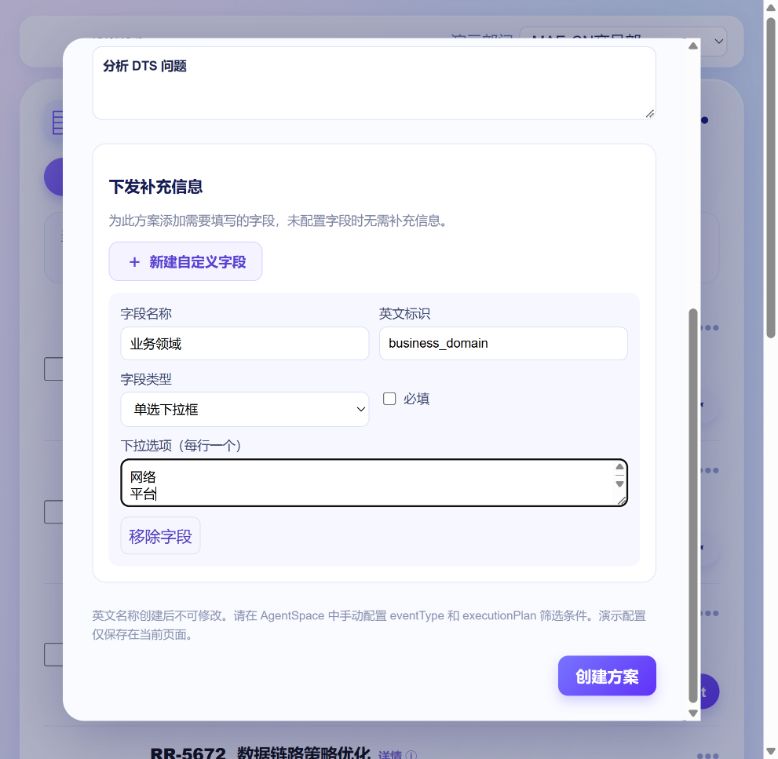 分析 DTS 问题
下发补充信息
为此方案添加需要填写的字段，未配置字段时无需补充信息。
+ 新建自定义字段
字段名称
英文标识
业务领域
business_domain
字段类型
单选下拉框
必填
下拉选项（每行一个）
网络
平台
移除字段
英文名称创建后不可修改。请在 AgentSpace 中手动配置 eventType 和 executionPlan 筛选条件。演示配置
仅保存在当前页面。
创建方案
RR-5672 数据链路策略优化 详情